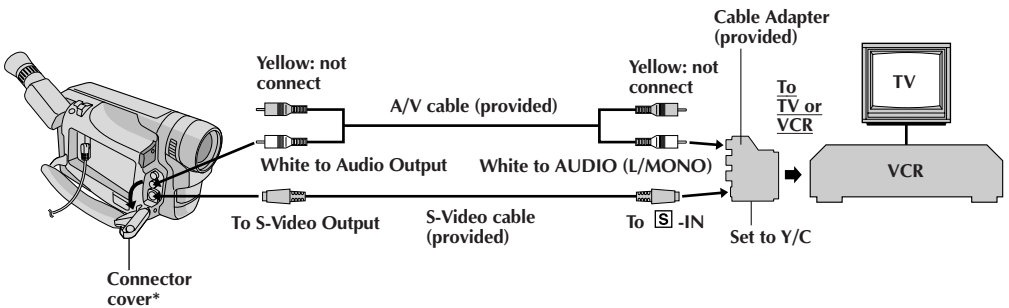 Cable Adapter
(provided)
Yellow: not
connect
Yellow: not
connect
A/V cable (provided)
To
TV or
VCR
TV
White to Audio Output
White to AUDIO (L/MONO)
VCR
To S-Video Output
S-Video cable
(provided)
To S -IN
Set to Y/C
Connector
cover*